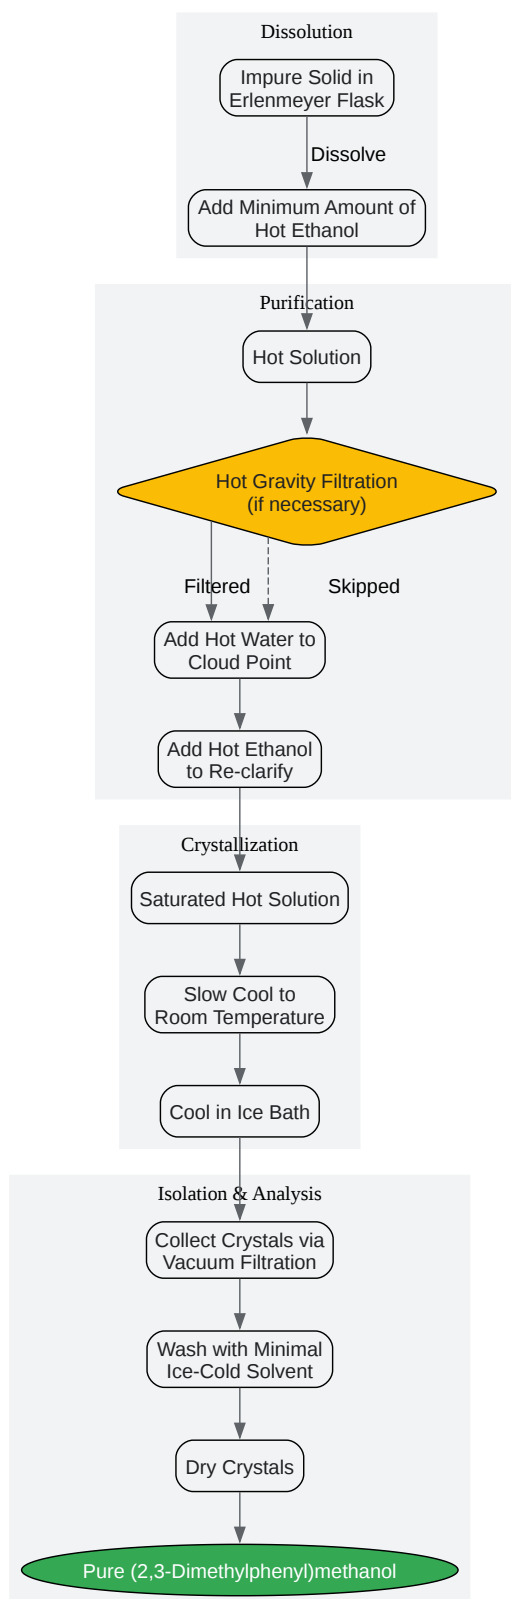 Dissolution
Impure Solid in
Erlenmeyer Flask
Dissolve
Add Minimum Amount of
Hot Ethanol
Purification
Hot Solution
Hot Gravity Filtration
(if necessary)
Filtered
Skipped
Add Hot Water to
Cloud Point
Add Hot Ethanol
to Re-clarify
Crystallization
Saturated Hot Solution
Slow Cool to
Room Temperature
Cool in Ice Bath
Isolation & Analysis
Collect Crystals via
Vacuum Filtration
Wash with Minimal
Ice-Cold Solvent
Dry Crystals
Pure (2,3-Dimethylphenyl)methanol